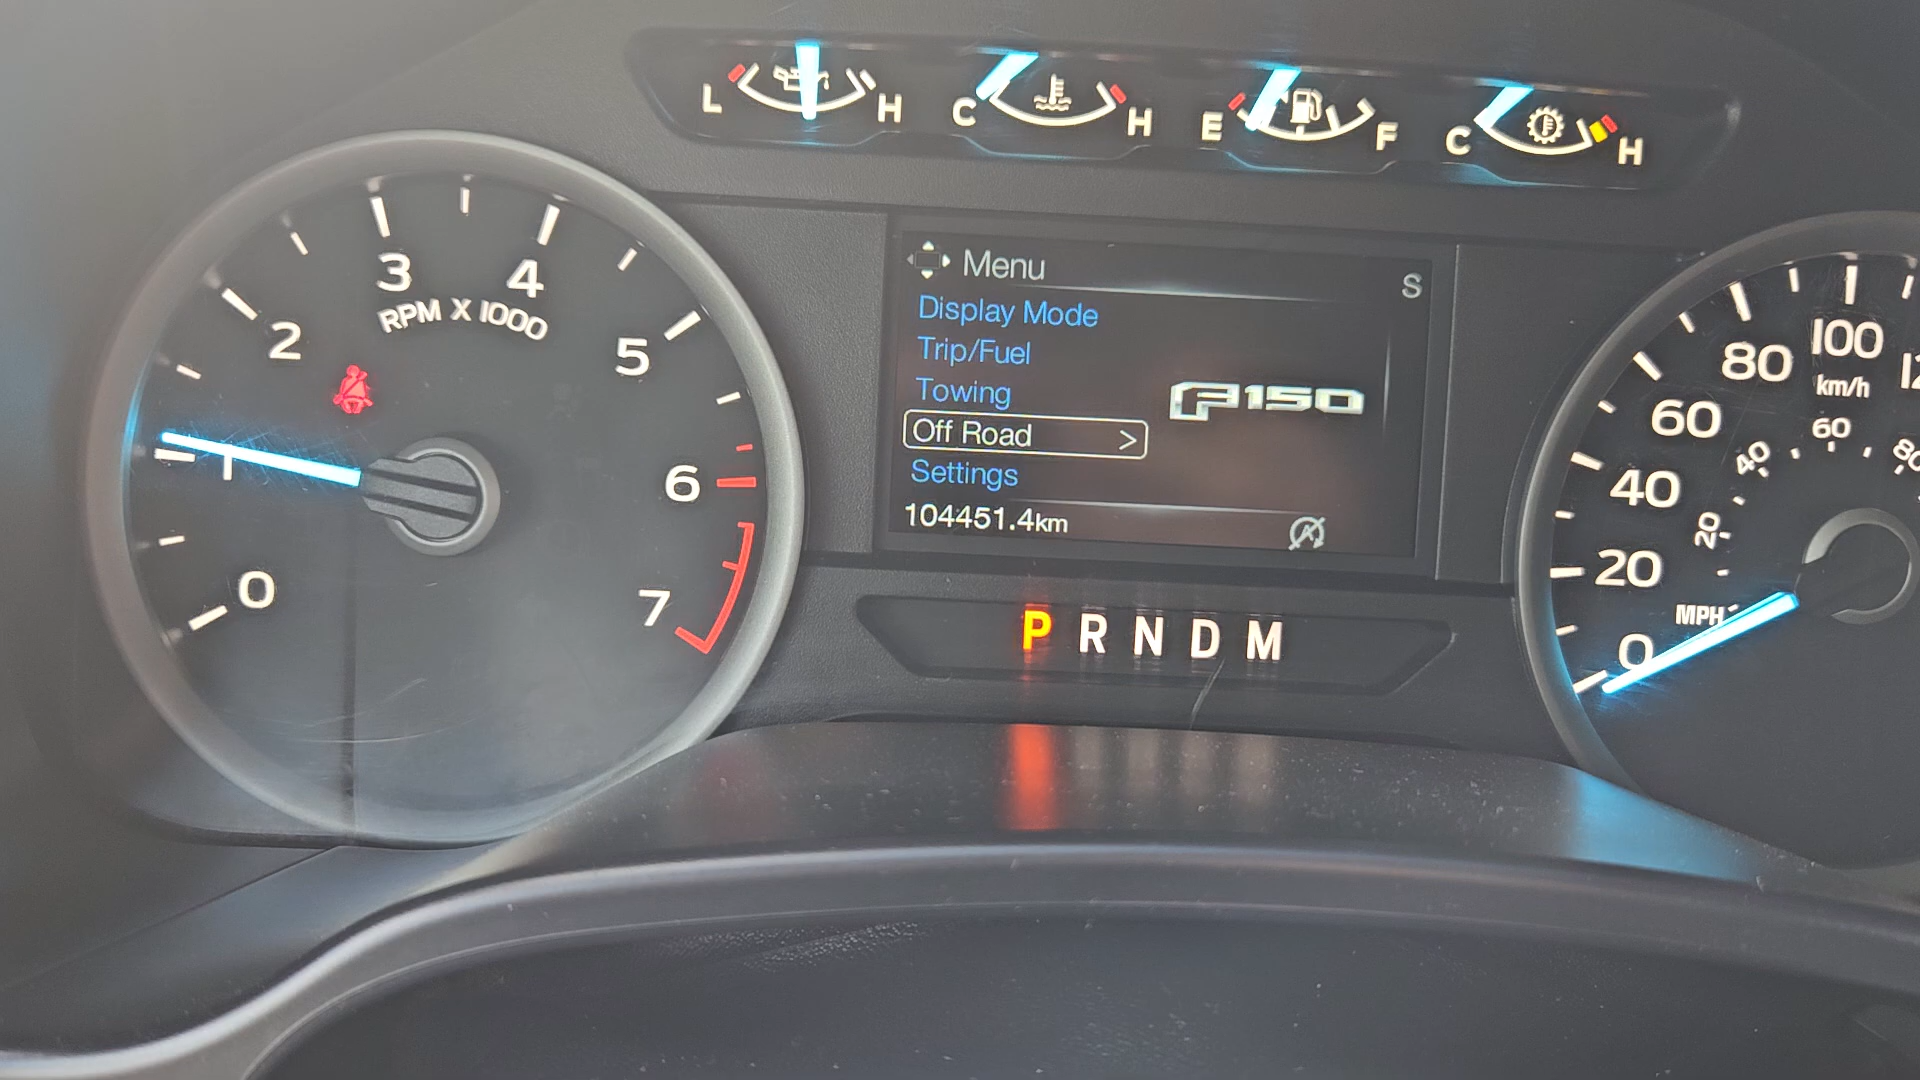 L H
C H
E F
C H
0 1 2 3 4 5 6 7
RPM X 1000
Menu
S
Display Mode
Trip/Fuel
Towing
Off Road >
Settings
104451.4km
F150
P R N D M
0 20 40 60 80 100
km/h
20 40 60 80
MPH